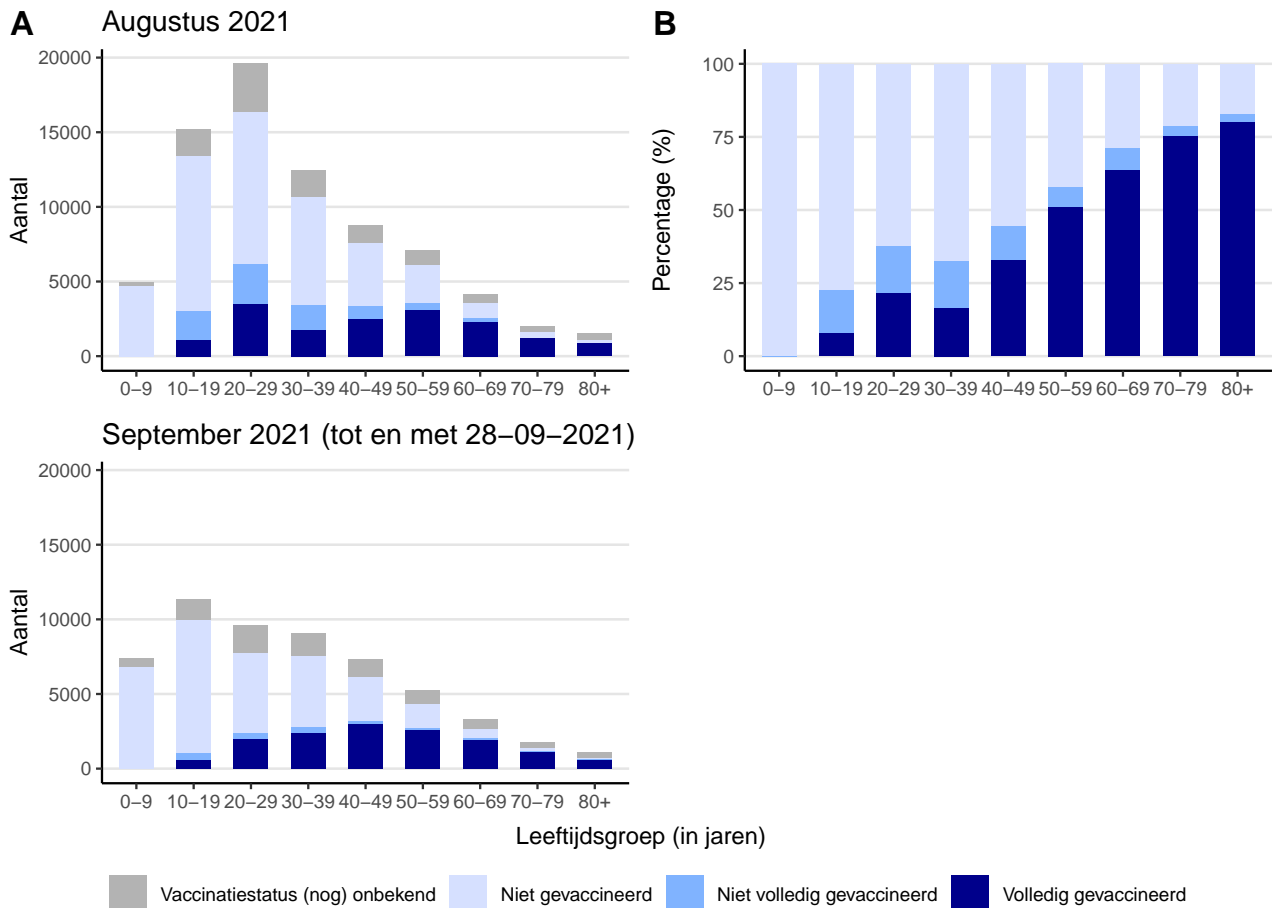 A
Augustus 2021
20000
15000
10000
5000
0
Aantal
0–9 10–19 20–29 30–39 40–49 50–59 60–69 70–79 80+
B
100
75
50
25
0
Percentage (%)
0–9 10–19 20–29 30–39 40–49 50–59 60–69 70–79 80+
September 2021 (tot en met 28–09–2021)
20000
15000
10000
5000
0
Aantal
0–9 10–19 20–29 30–39 40–49 50–59 60–69 70–79 80+
Leeftijdsgroep (in jaren)
Vaccinatiestatus (nog) onbekend Niet gevaccineerd Niet volledig gevaccineerd Volledig gevaccineerd